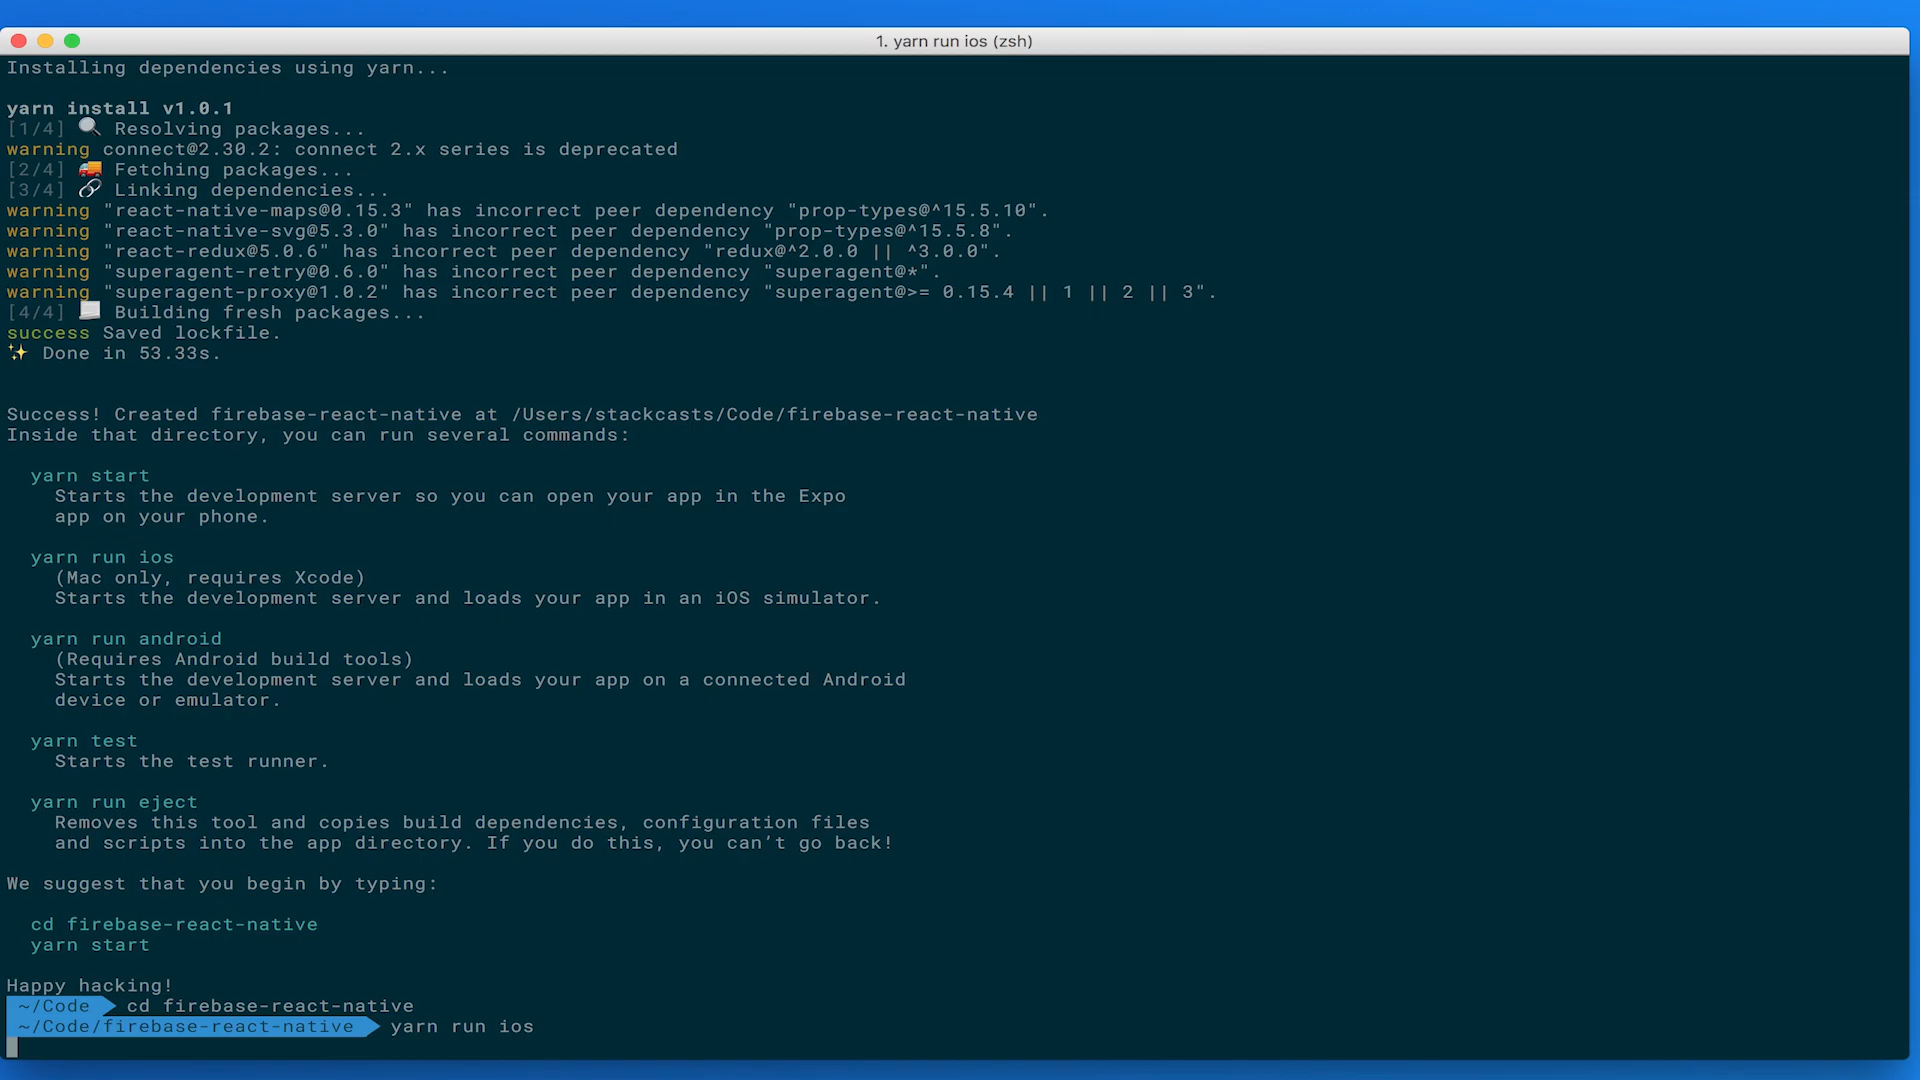 1. yarn run ios (zsh)
Installing dependencies using yarn...
yarn install v1.0.1
[1/4] 🔍 Resolving packages...
warning connect@2.30.2: connect 2.x series is deprecated
[2/4] 🚚 Fetching packages...
[3/4] 🔗 Linking dependencies...
warning "react-native-maps@0.15.3" has incorrect peer dependency "prop-types@^15.5.10".
warning "react-native-svg@5.3.0" has incorrect peer dependency "prop-types@^15.5.8".
warning "react-redux@5.0.6" has incorrect peer dependency "redux@^2.0.0 || ^3.0.0".
warning "superagent-retry@0.6.0" has incorrect peer dependency "superagent@*".
warning "superagent-proxy@1.0.2" has incorrect peer dependency "superagent@>= 0.15.4 || 1 || 2 || 3".
[4/4] 📃 Building fresh packages...
success Saved lockfile.
✨ Done in 53.33s.
Success! Created firebase-react-native at /Users/stackcasts/Code/firebase-react-native
Inside that directory, you can run several commands:
yarn start
Starts the development server so you can open your app in the Expo
app on your phone.
yarn run ios
(Mac only, requires Xcode)
Starts the development server and loads your app in an iOS simulator.
yarn run android
(Requires Android build tools)
Starts the development server and loads your app on a connected Android
device or emulator.
yarn test
Starts the test runner.
yarn run eject
Removes this tool and copies build dependencies, configuration files
and scripts into the app directory. If you do this, you can’t go back!
We suggest that you begin by typing:
cd firebase-react-native
yarn start
Happy hacking!
~/Code cd firebase-react-native
~/Code/firebase-react-native yarn run ios